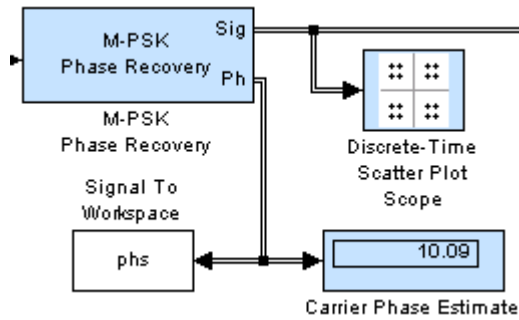 M-PSK
Phase Recovery
Sig
Ph
M-PSK
Phase Recovery
Discrete-Time
Scatter Plot
Scope
Signal To
Workspace
phs
10.09
Carrier Phase Estimate